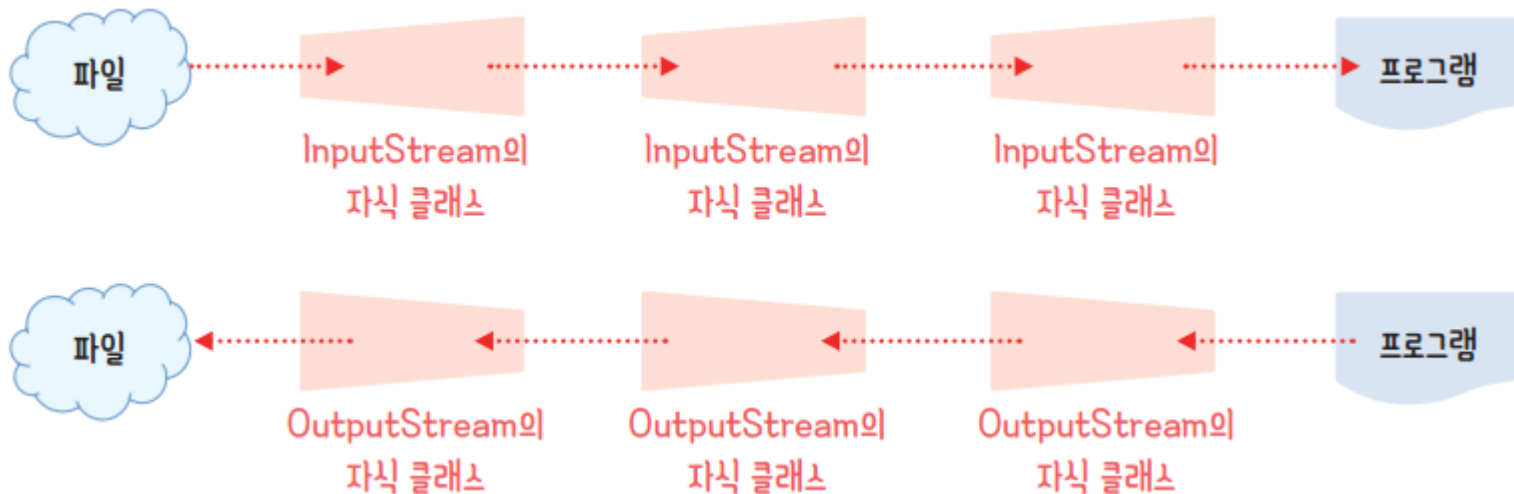 파일
프로그램
InputStream의
자식 클래스
InputStream의
자식 클래스
InputStream의
자식 클래스
파일
프로그램
OutputStream의
자식 클래스
OutputStream의
자식 클래스
OutputStream의
자식 클래스